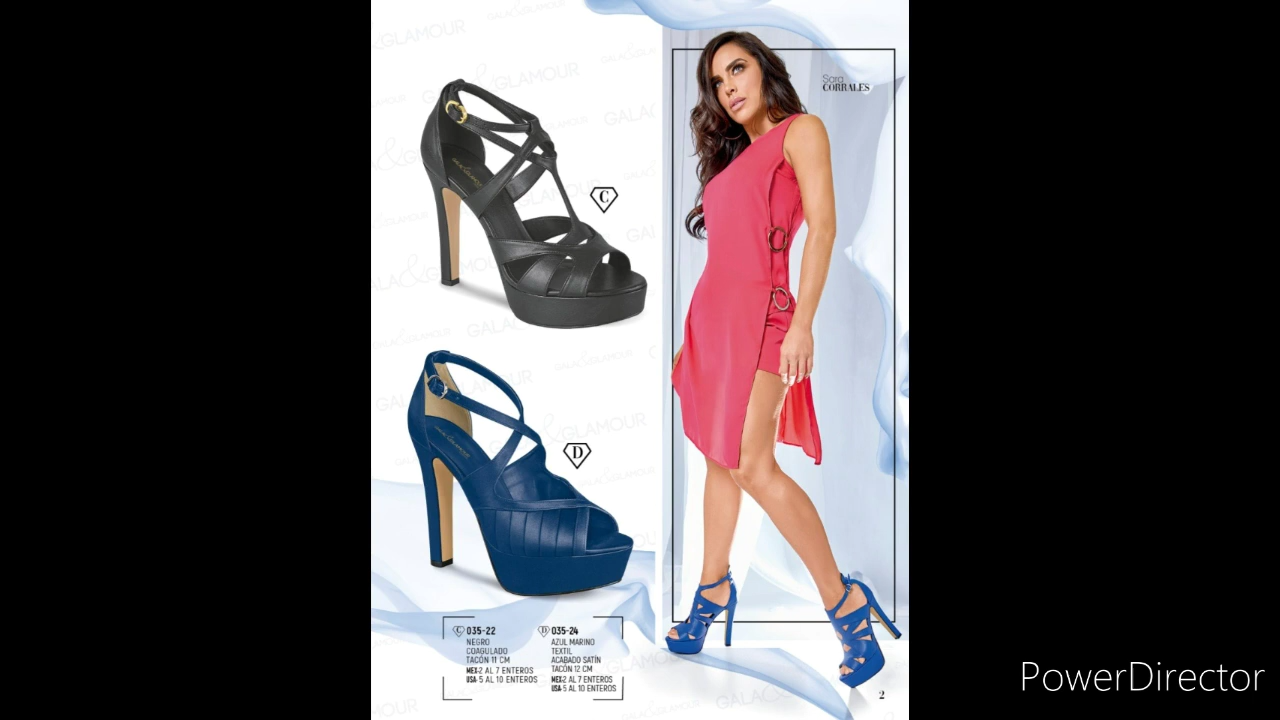 GALA&GLAMOUR
Sara
CORRALES
C
D
C 035-22
NEGRO
COAGULADO
TACÓN 11 CM
MEX-2 AL 7 ENTEROS
USA- 5 AL 10 ENTEROS
D 035-24
AZUL MARINO
TEXTIL
ACABADO SATÍN
TACÓN 12 CM
MEX-2 AL 7 ENTEROS
USA- 5 AL 10 ENTEROS
2
PowerDirector